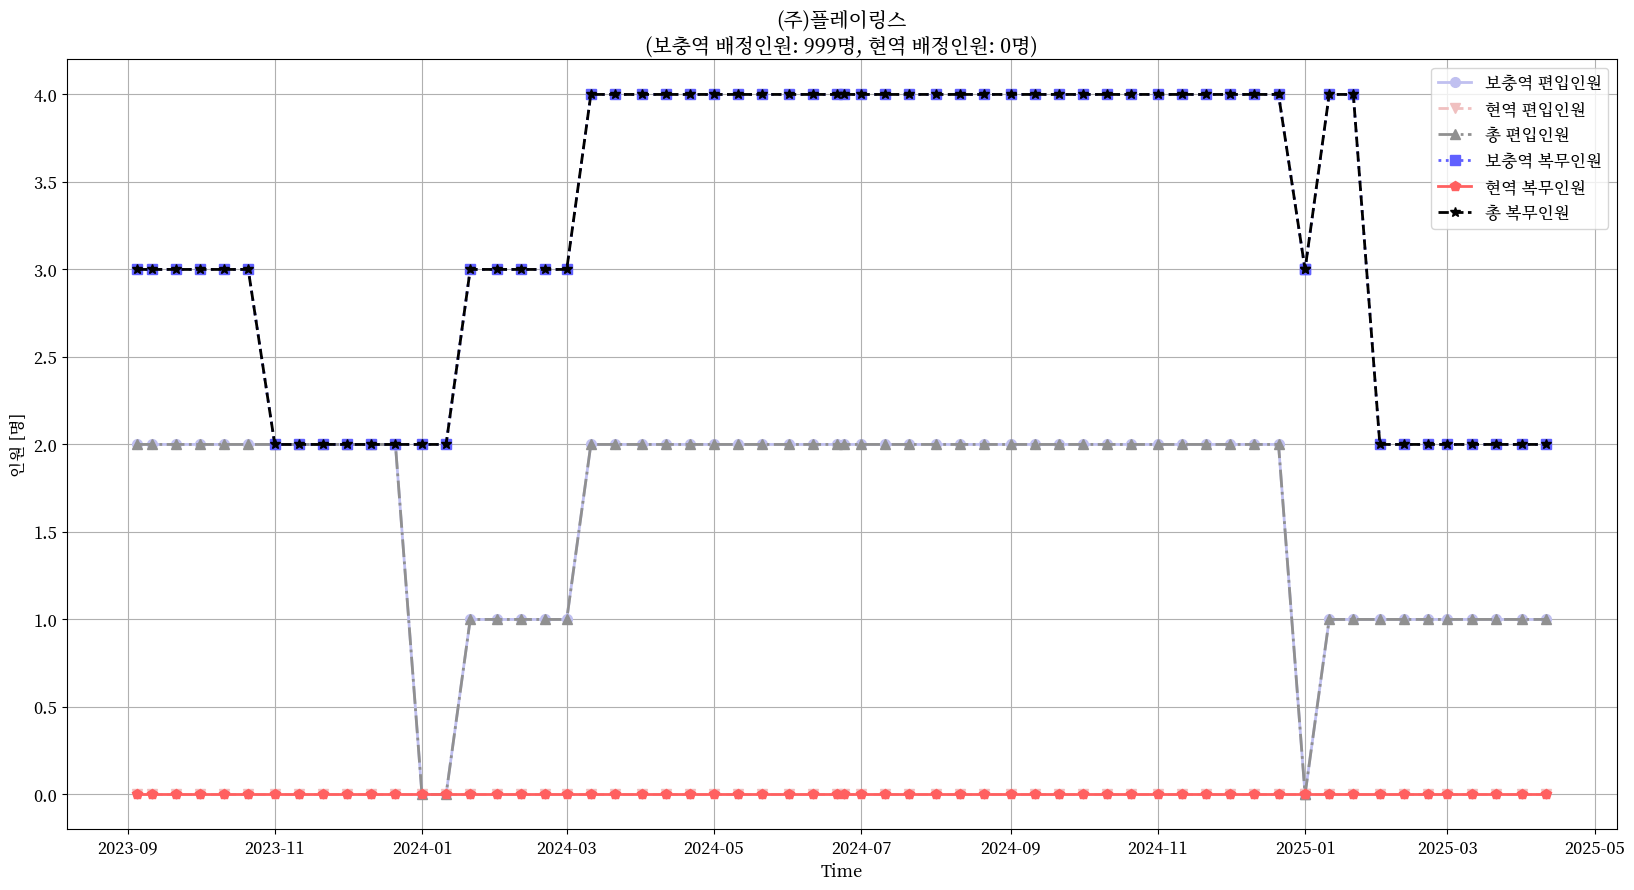 (주)플레이링스
(보충역 배정인원: 999명, 현역 배정인원: 0명)
보충역 편입인원
현역 편입인원
총 편입인원
보충역 복무인원
현역 복무인원
총 복무인원
인원 [명]
4.0
3.5
3.0
2.5
2.0
1.5
1.0
0.5
0.0
2023-09
2023-11
2024-01
2024-03
2024-05
2024-07
2024-09
2024-11
2025-01
2025-03
2025-05
Time